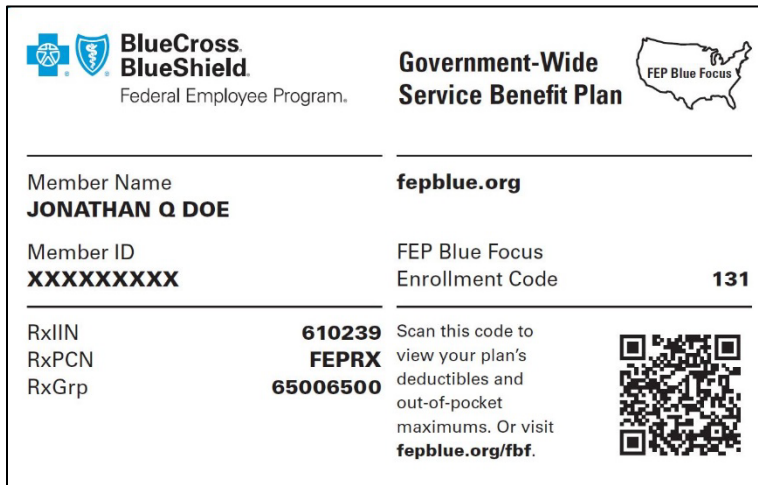 BlueCross.
BlueShield.
Federal Employee Program.
Government-Wide
Service Benefit Plan
FEP Blue Focus
Member Name
JONATHAN Q DOE
fepblue.org
Member ID
XXXXXXXXX
FEP Blue Focus
Enrollment Code 131
RxIIN 610239
RxPCN FEPRX
RxGrp 65006500
Scan this code to
view your plan's
deductibles and
out-of-pocket
maximums. Or visit
fepblue.org/fbf.